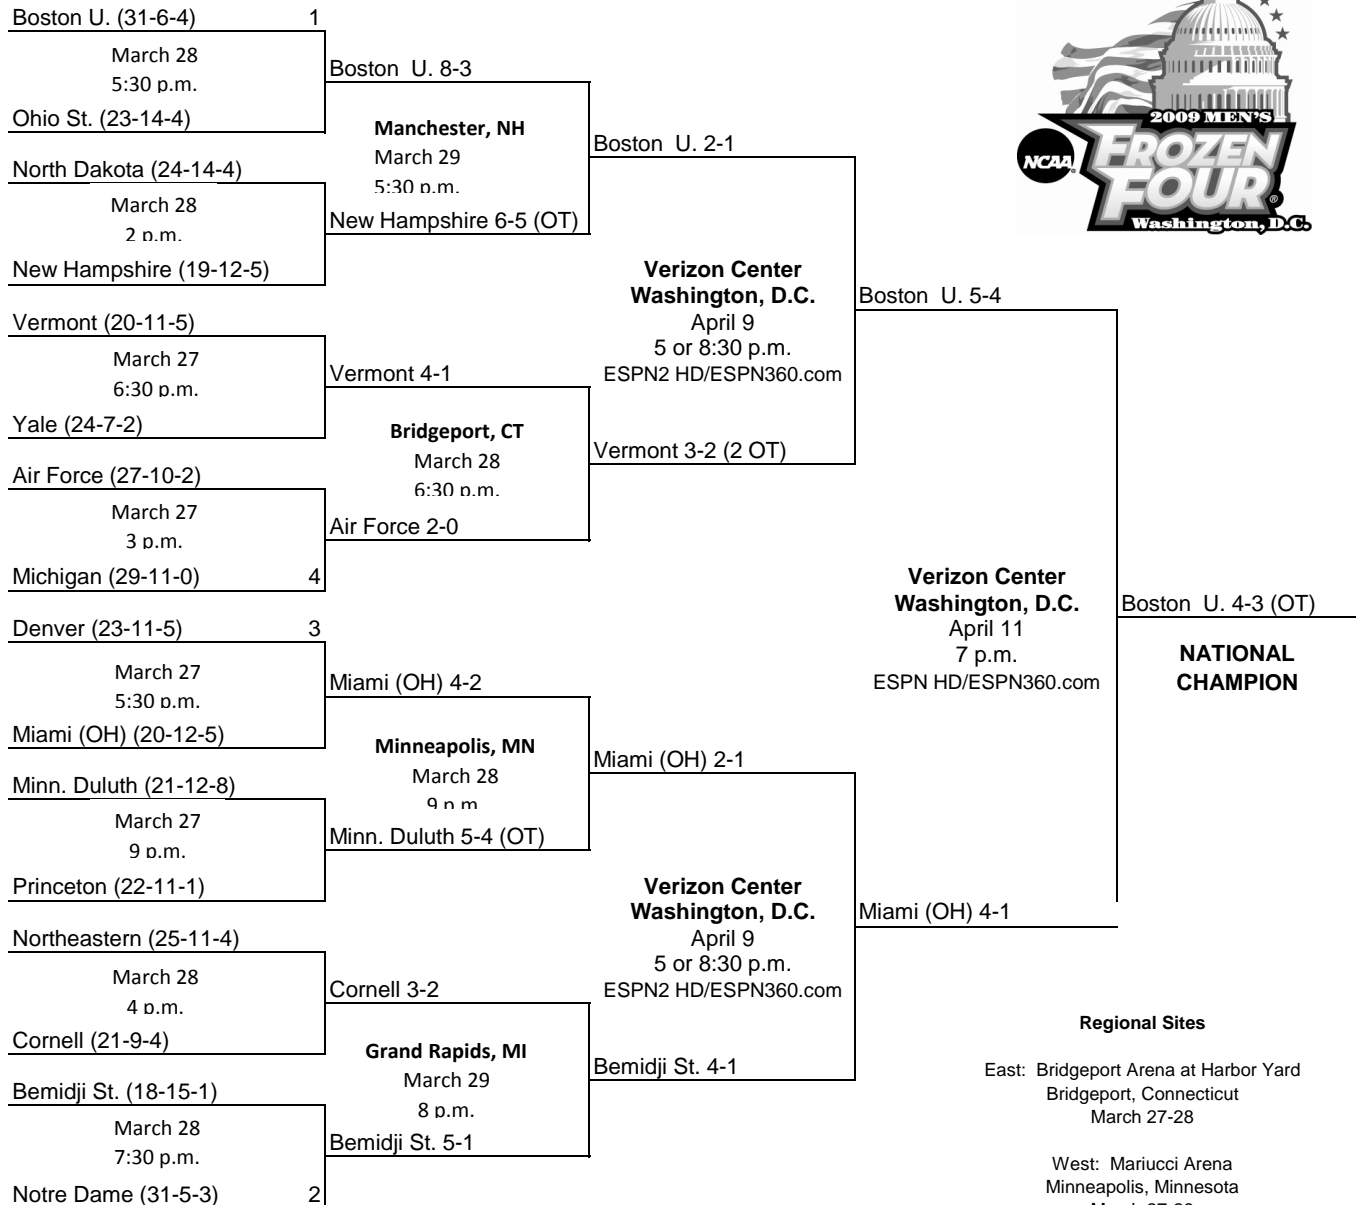 Boston U. (31-6-4) 1
March 28
5:30 p.m.
Ohio St. (23-14-4)
North Dakota (24-14-4)
March 28
2 p.m.
New Hampshire (19-12-5)
Vermont (20-11-5)
March 27
6:30 p.m.
Yale (24-7-2)
Air Force (27-10-2)
March 27
3 p.m.
Michigan (29-11-0) 4
Denver (23-11-5) 3
March 27
5:30 p.m.
Miami (OH) (20-12-5)
Minn. Duluth (21-12-8)
March 27
9 p.m.
Princeton (22-11-1)
Northeastern (25-11-4)
March 28
4 p.m.
Cornell (21-9-4)
Bemidji St. (18-15-1)
March 28
7:30 p.m.
Notre Dame (31-5-3) 2
Boston U. 8-3
Manchester, NH
March 29
5:30 p.m.
New Hampshire 6-5 (OT)
Vermont 4-1
Bridgeport, CT
March 28
6:30 p.m.
Air Force 2-0
Miami (OH) 4-2
Minneapolis, MN
March 28
9 p.m
Minn. Duluth 5-4 (OT)
Cornell 3-2
Grand Rapids, MI
March 29
8 p.m.
Bemidji St. 5-1
Boston U. 2-1
Verizon Center
Washington, D.C.
April 9
5 or 8:30 p.m.
ESPN2 HD/ESPN360.com
Vermont 3-2 (2 OT)
Miami (OH) 2-1
Verizon Center
Washington, D.C.
April 9
5 or 8:30 p.m.
ESPN2 HD/ESPN360.com
Bemidji St. 4-1
Boston U. 5-4
Verizon Center
Washington, D.C.
April 11
7 p.m.
ESPN HD/ESPN360.com
Miami (OH) 4-1
Boston U. 4-3 (OT)
NATIONAL
CHAMPION
2009 MEN'S
NCAA
FROZEN
FOUR
Washington, D.C.
Regional Sites
East: Bridgeport Arena at Harbor Yard
Bridgeport, Connecticut
March 27-28
West: Mariucci Arena
Minneapolis, Minnesota